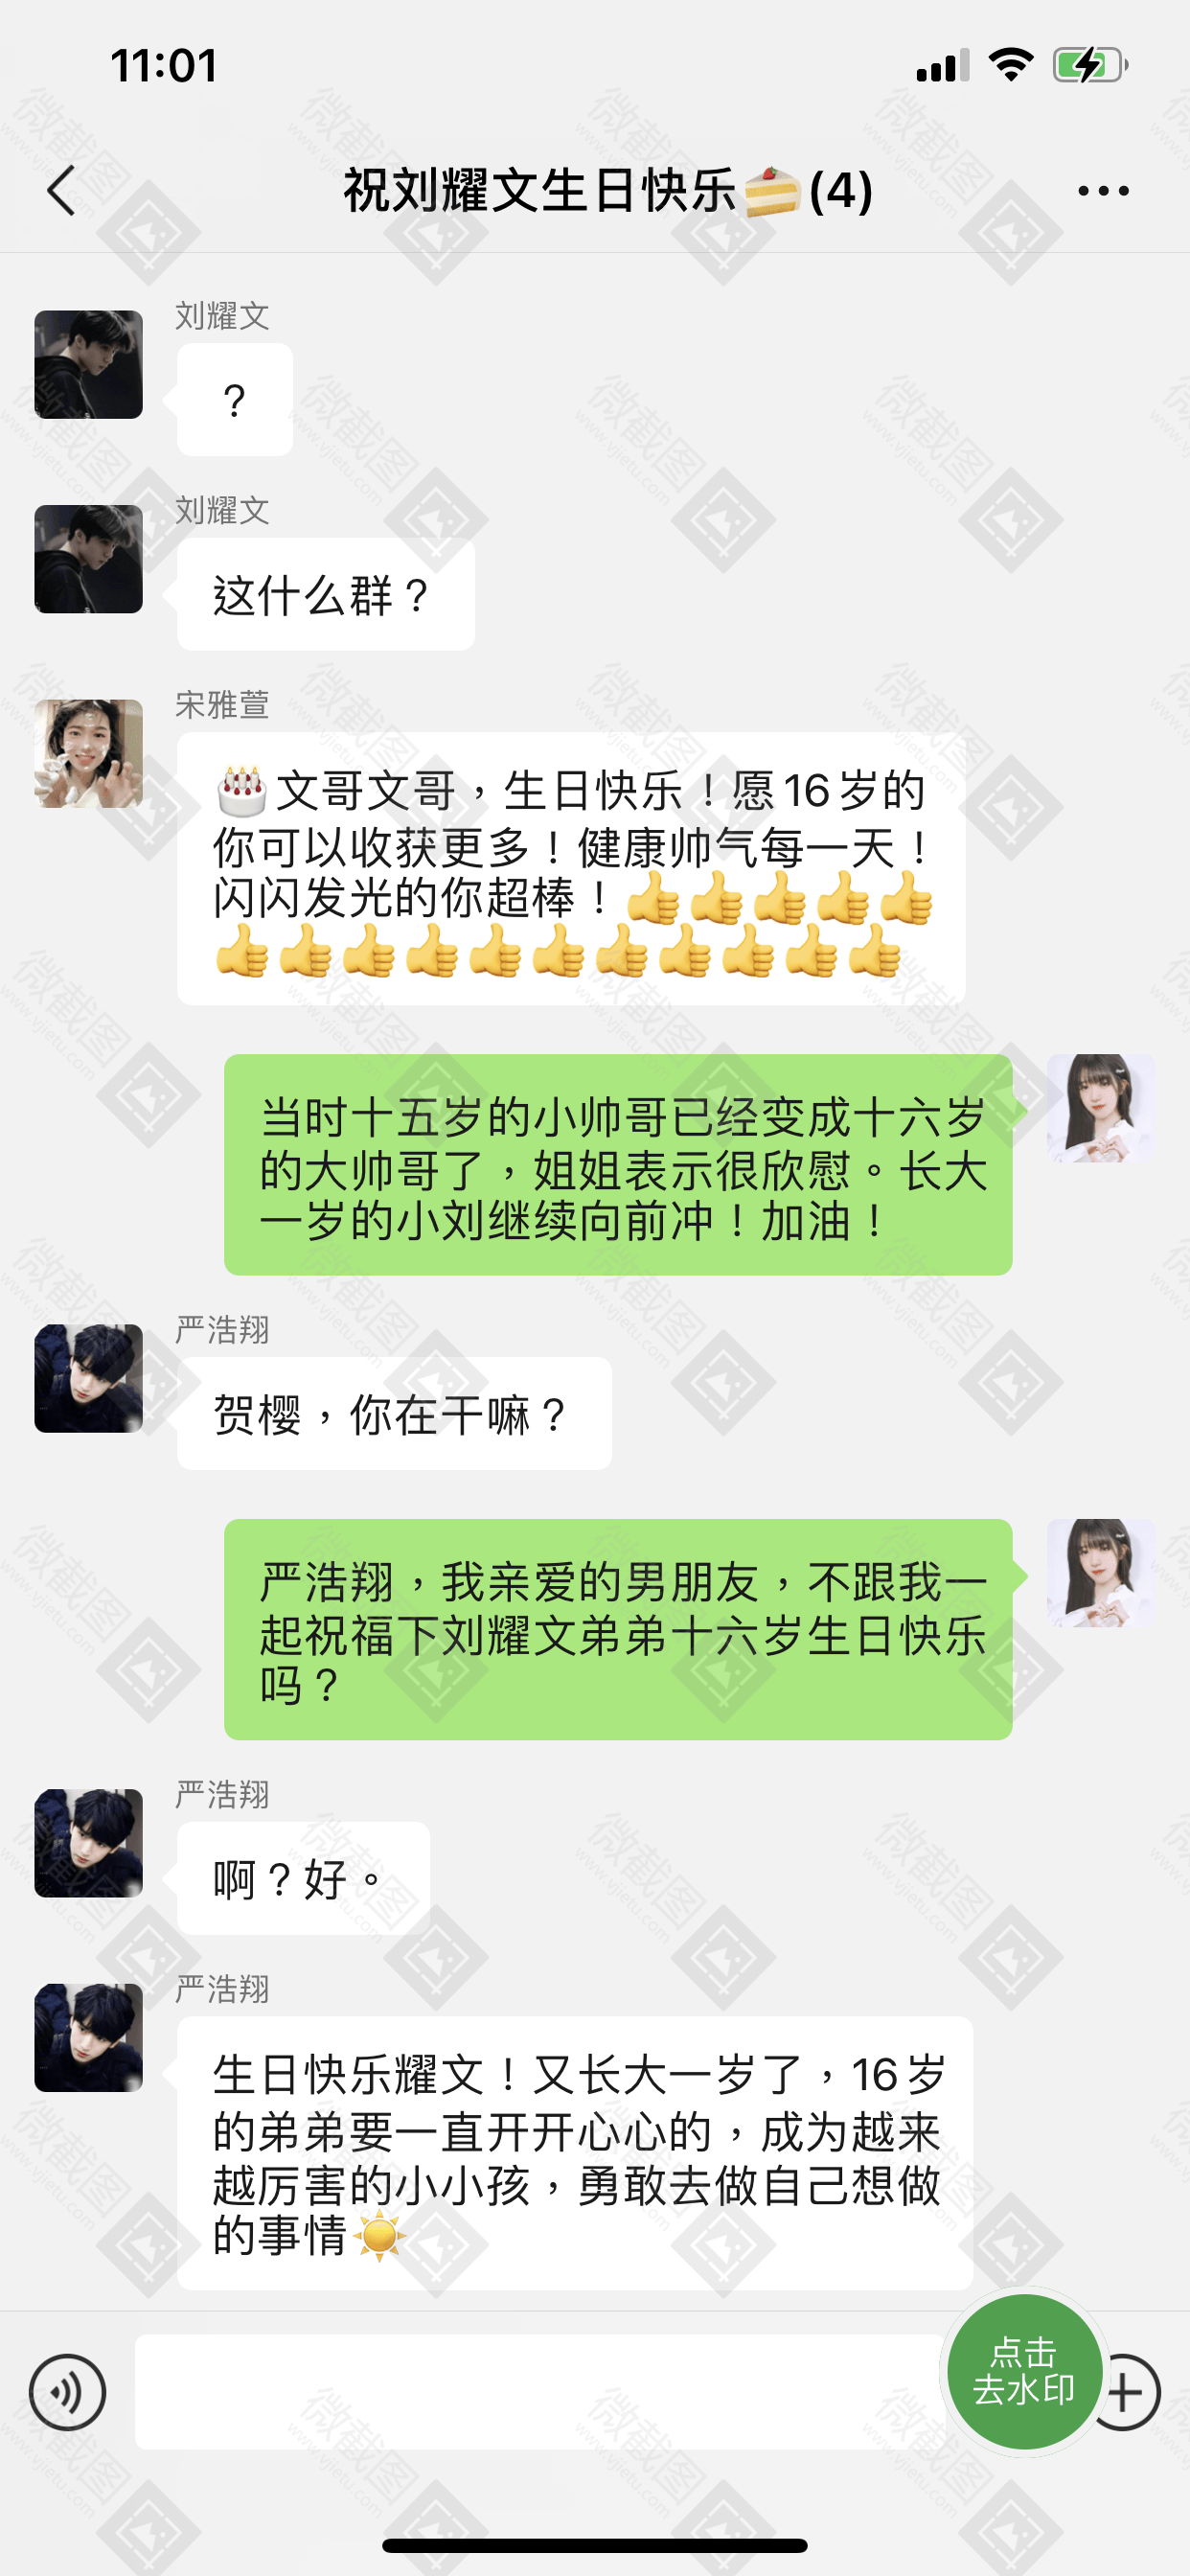 11:01
祝刘耀文生日快乐🍰(4)
刘耀文
？
刘耀文
这什么群？
宋雅萱
🎂文哥文哥，生日快乐！愿16岁的
你可以收获更多！健康帅气每一天！
闪闪发光的你超棒！👍👍👍👍👍
👍👍👍👍👍👍👍👍👍👍👍
当时十五岁的小帅哥已经变成十六岁
的大帅哥了，姐姐表示很欣慰。长大
一岁的小刘继续向前冲！加油！
严浩翔
贺樱，你在干嘛？
严浩翔，我亲爱的男朋友，不跟我一
起祝福下刘耀文弟弟十六岁生日快乐
吗？
严浩翔
啊？好。
严浩翔
生日快乐耀文！又长大一岁了，16岁
的弟弟要一直开开心心的，成为越来
越厉害的小小孩，勇敢去做自己想做
的事情☀️
点击
去水印
微截图
www.vjietu.com